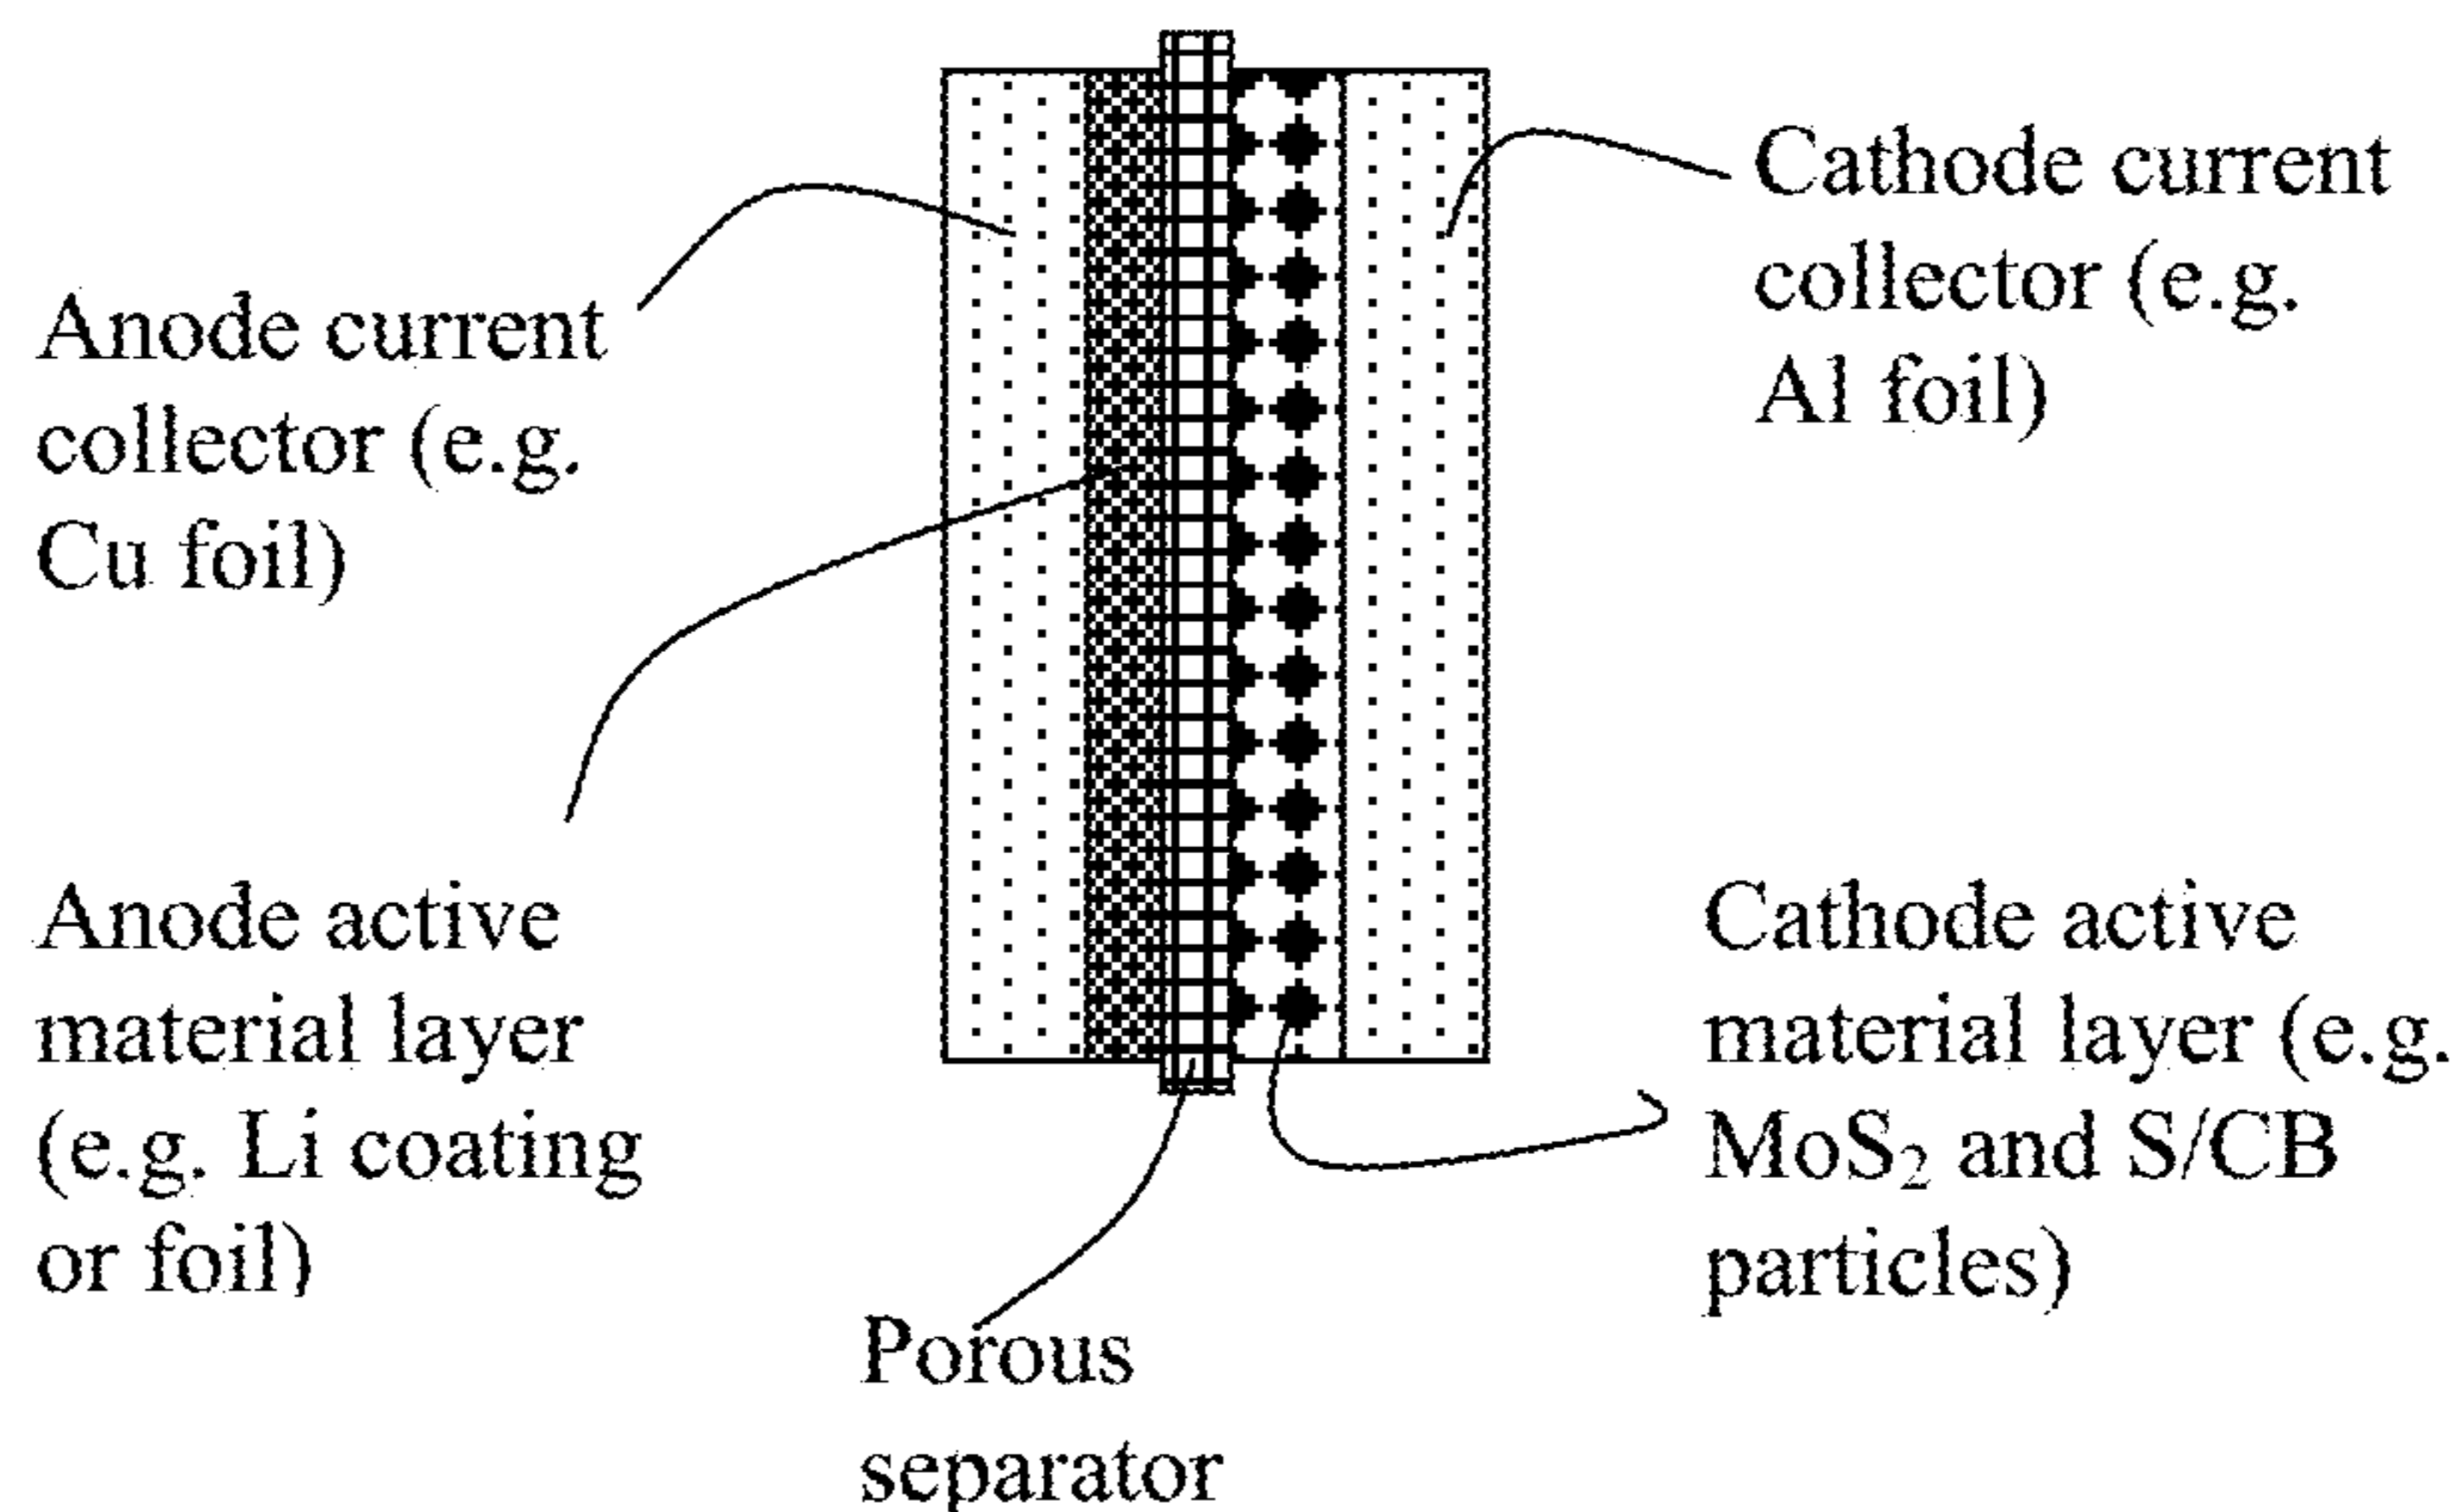 Anode current
collector (e.g.
Cu foil)
Cathode current
collector (e.g.
Al foil)
Anode active
material layer
(e.g. Li coating
or foil)
Cathode active
material layer (e.g.
MoS₂ and S/CB
particles)
Porous
separator